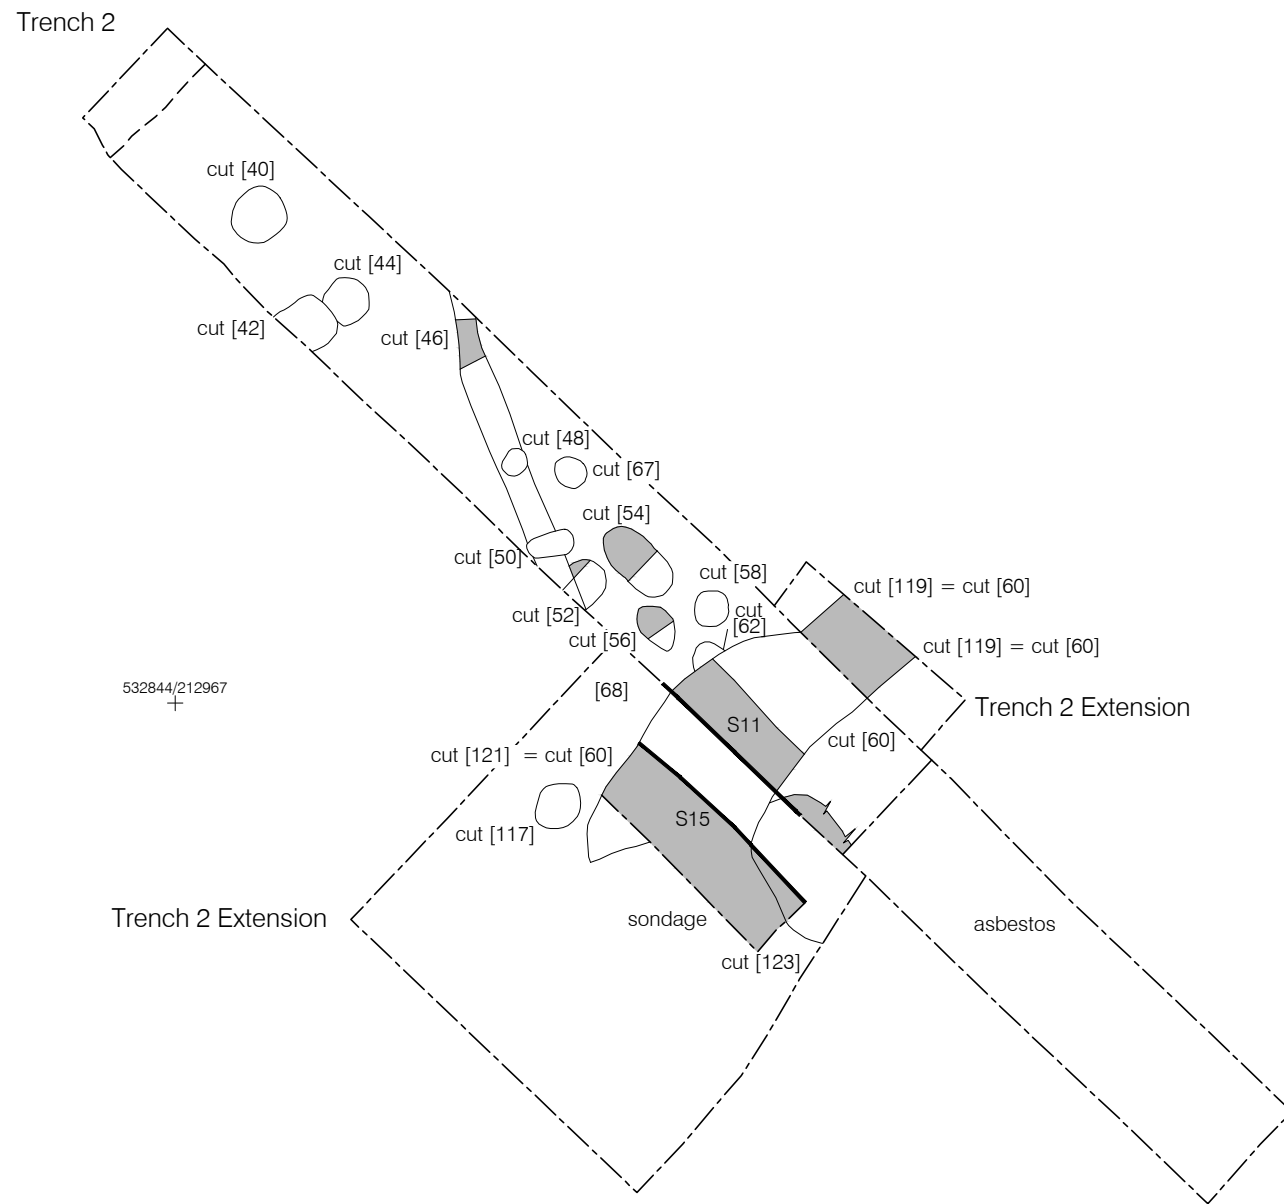 Trench 2
cut [40]
cut [44]
cut [42]
cut [46]
cut [48]
cut [67]
cut [54]
cut [50]
cut [58]
cut [119] = cut [60]
cut
[62]
cut [52]
cut [56]
cut [119] = cut [60]
532844/212967
[68]
Trench 2 Extension
S11
cut [60]
cut [121] = cut [60]
S15
cut [117]
Trench 2 Extension
sondage
asbestos
cut [123]